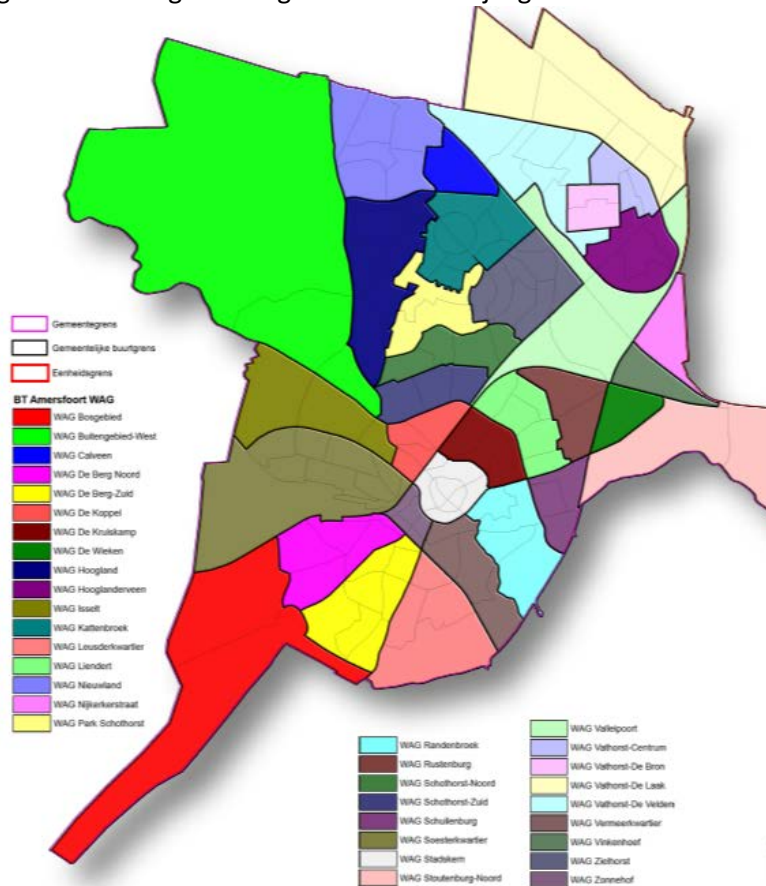 Gemeentegrens
Gemeentelijke buurtgrens
Eenheidsgrens
BT Amersfoort WAG
WAG Bosgebied
WAG Buitengebied-West
WAG Calveen
WAG De Berg Noord
WAG De Berg-Zuid
WAG De Koppel
WAG De Kruiskamp
WAG De Wieken
WAG Hoogland
WAG Hooglanderveen
WAG Isselt
WAG Kattenbroek
WAG Leusderkwartier
WAG Liendert
WAG Nieuwland
WAG Nijkerkerstraat
WAG Park Schothorst
WAG Randenbroek
WAG Rustenburg
WAG Schothorst-Noord
WAG Schothorst-Zuid
WAG Schuilenburg
WAG Soesterkwartier
WAG Stadskern
WAG Stoutenburg-Noord
WAG Valleipoort
WAG Vathorst-Centrum
WAG Vathorst-De Bron
WAG Vathorst-De Laak
WAG Vathorst-De Velden
WAG Vermeerkwartier
WAG Vinkenhoef
WAG Zielhorst
WAG Zonnehof